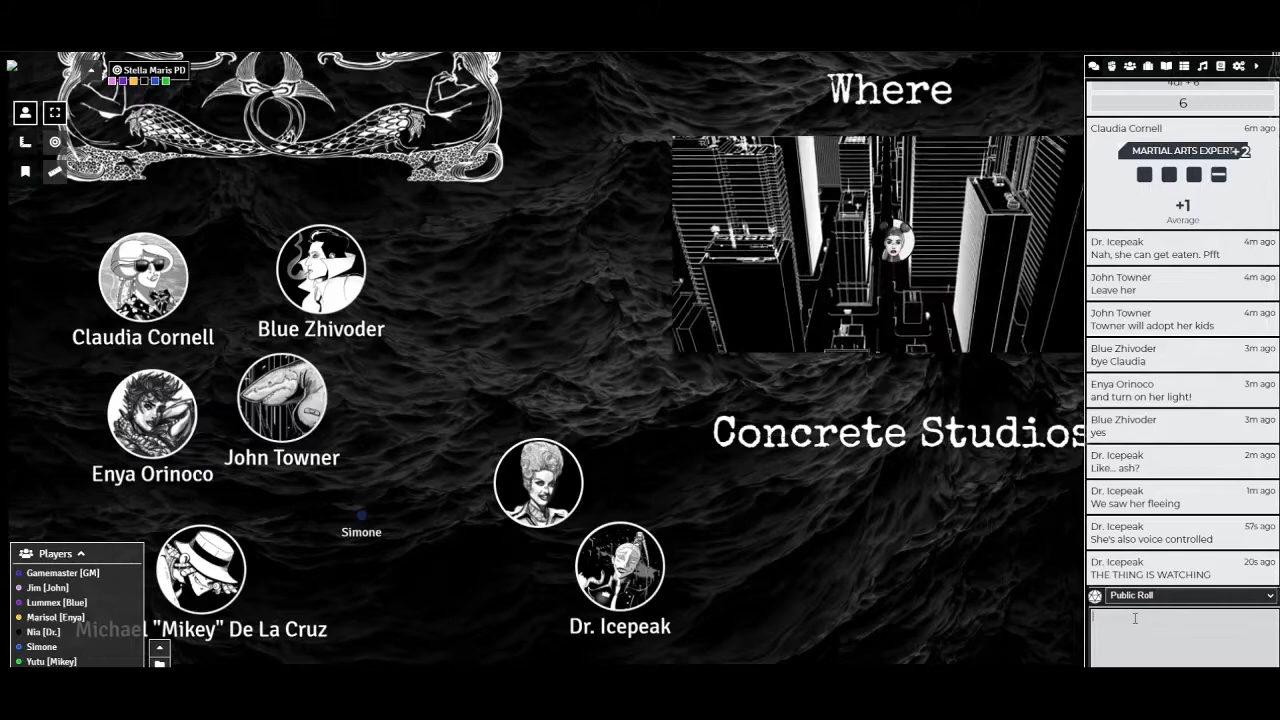 Stella Maris PD
Where
Claudia Cornell
Blue Zhivoder
Enya Orinoco
John Towner
Simone
Michael "Mikey" De La Cruz
Dr. Icepeak
Concrete Studios
Players
Gamemaster [GM]
Jim [John]
Lummex [Blue]
Marisol [Enya]
Nia [Dr.]
Simone
Yutu [Mikey]
4df + 6
6
Claudia Cornell 6m ago
MARTIAL ARTS EXPERT +2
+1
Average
Dr. Icepeak 4m ago
Nah, she can get eaten. Pfft
John Towner 4m ago
Leave her
John Towner 4m ago
Towner will adopt her kids
Blue Zhivoder 3m ago
bye Claudia
Enya Orinoco 3m ago
and turn on her light!
Blue Zhivoder 3m ago
yes
Dr. Icepeak 2m ago
Like... ash?
Dr. Icepeak 1m ago
We saw her fleeing
Dr. Icepeak 57s ago
She's also voice controlled
Dr. Icepeak 20s ago
THE THING IS WATCHING
Public Roll